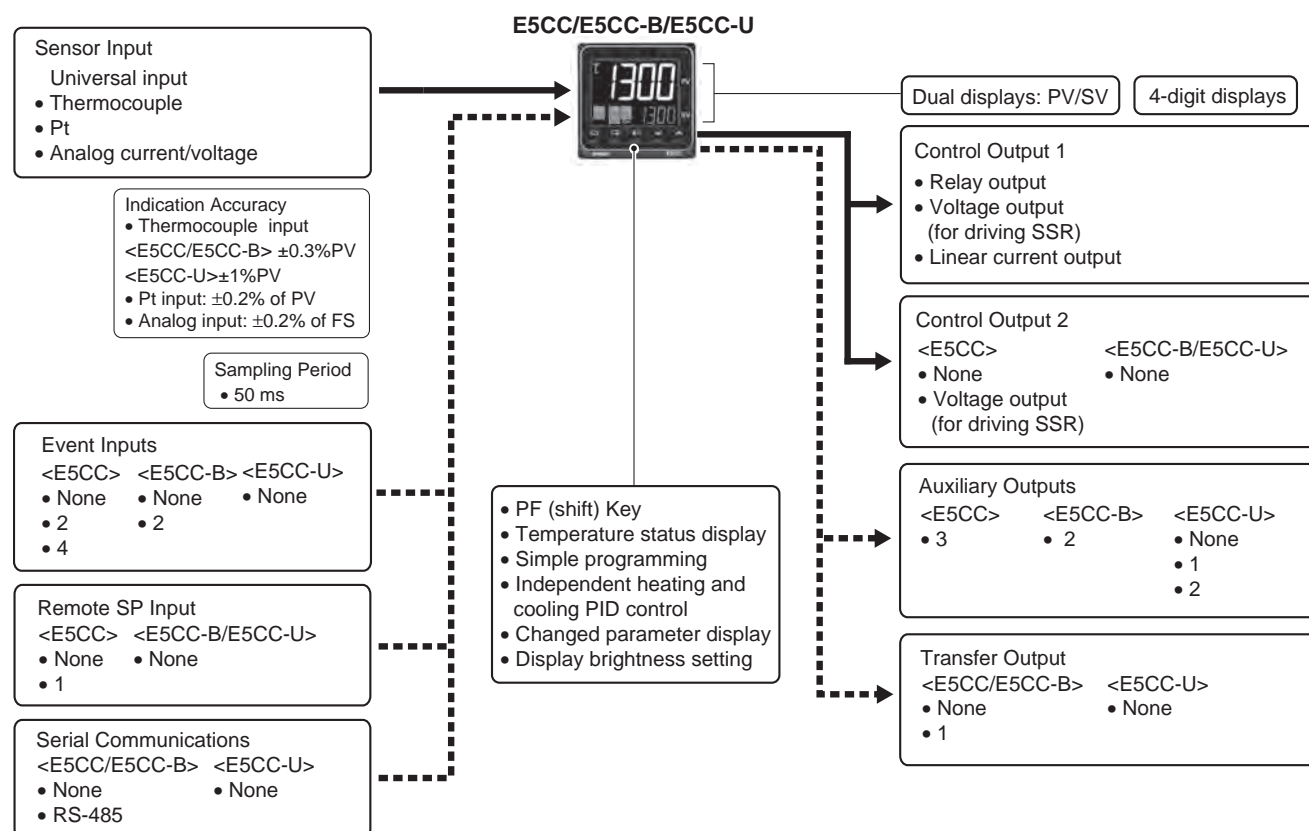 E5CC/E5CC-B/E5CC-U
Sensor Input
Universal input
• Thermocouple
• Pt
• Analog current/voltage
Indication Accuracy
• Thermocouple input
<E5CC/E5CC-B> ±0.3%PV
<E5CC-U>±1%PV
• Pt input: ±0.2% of PV
• Analog input: ±0.2% of FS
Sampling Period
• 50 ms
Event Inputs
<E5CC> <E5CC-B> <E5CC-U>
• None • None • None
• 2 • 2
• 4
Remote SP Input
<E5CC> <E5CC-B/E5CC-U>
• None • None
• 1
Serial Communications
<E5CC/E5CC-B> <E5CC-U>
• None • None
• RS-485
1300
PV
1300
• PF (shift) Key
• Temperature status display
• Simple programming
• Independent heating and
cooling PID control
• Changed parameter display
• Display brightness setting
Dual displays: PV/SV
4-digit displays
Control Output 1
• Relay output
• Voltage output
(for driving SSR)
• Linear current output
Control Output 2
<E5CC> <E5CC-B/E5CC-U>
• None • None
• Voltage output
(for driving SSR)
Auxiliary Outputs
<E5CC> <E5CC-B> <E5CC-U>
• 3 • 2 • None
• 1
• 2
Transfer Output
<E5CC/E5CC-B> <E5CC-U>
• None • None
• 1